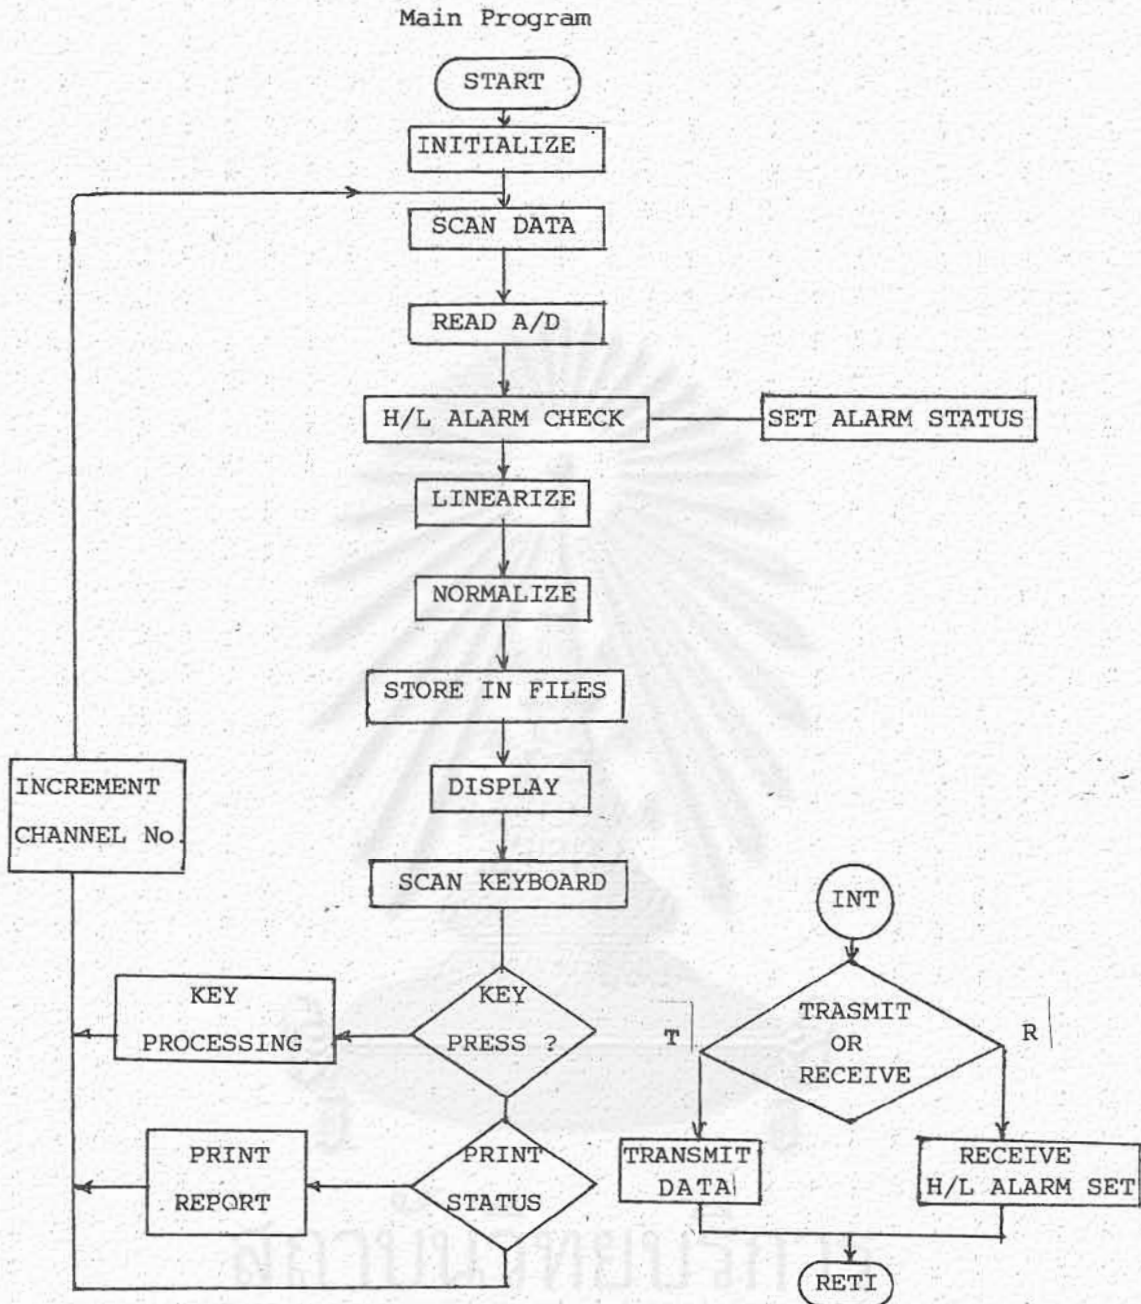 Main Program
START
INITIALIZE
SCAN DATA
READ A/D
H/L ALARM CHECK
SET ALARM STATUS
LINEARIZE
NORMALIZE
STORE IN FILES
DISPLAY
INCREMENT
CHANNEL No.
SCAN KEYBOARD
KEY
PRESS ?
KEY
PROCESSING
PRINT
STATUS
PRINT
REPORT
INT
TRASMIT
OR
RECEIVE
T
R
TRANSMIT
DATA
RECEIVE
H/L ALARM SET
RETI